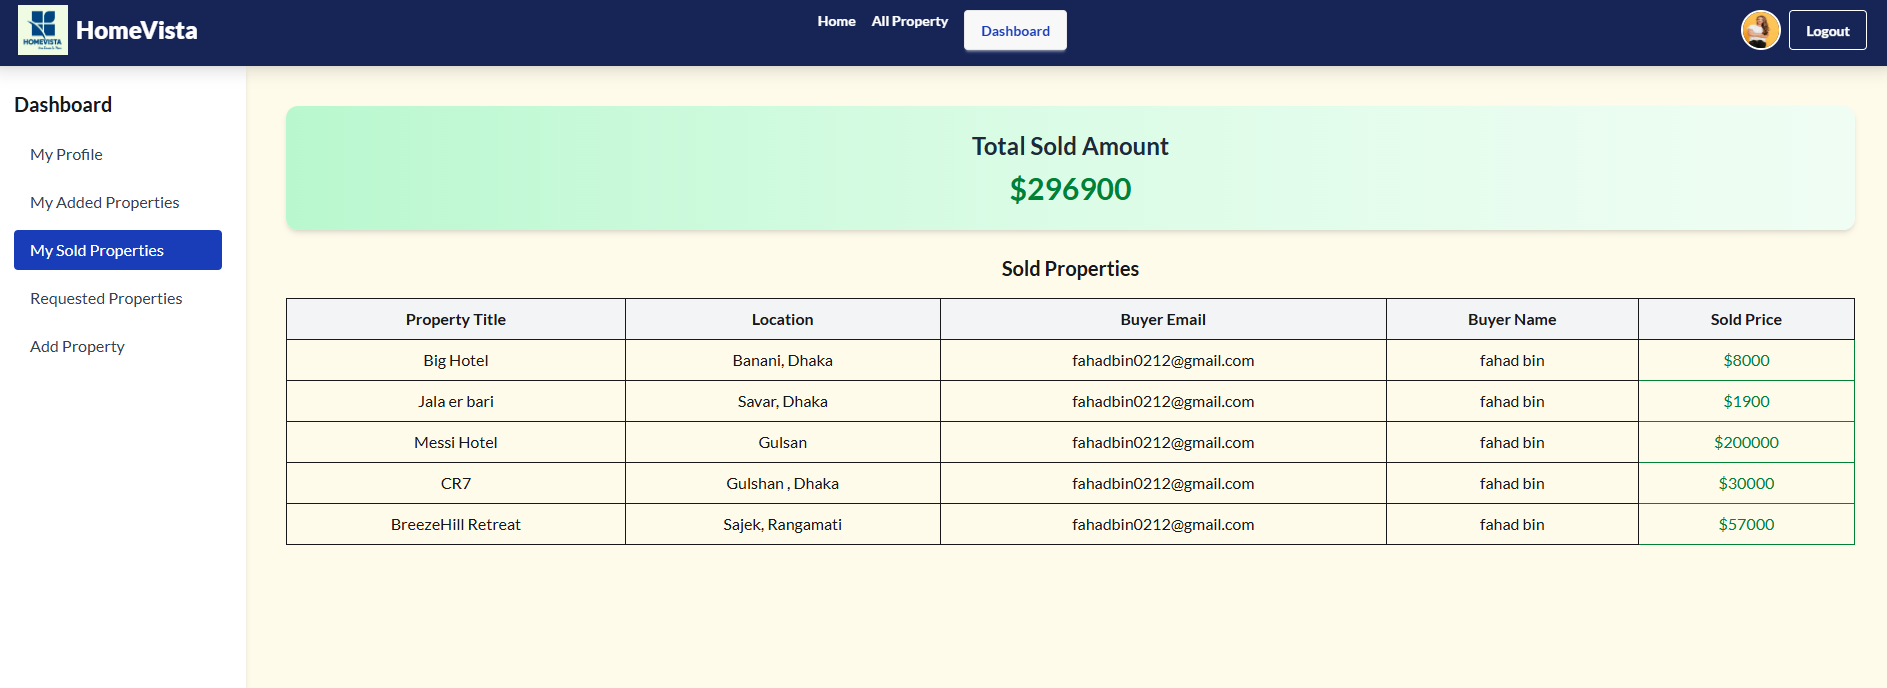 HOMEVISTA
HomeVista
Home All Property Dashboard
Logout
Dashboard
My Profile
My Added Properties
My Sold Properties
Requested Properties
Add Property
Total Sold Amount
$296900
Sold Properties
Property Title Location Buyer Email Buyer Name Sold Price
Big Hotel Banani, Dhaka fahadbin0212@gmail.com fahad bin $8000
Jala er bari Savar, Dhaka fahadbin0212@gmail.com fahad bin $1900
Messi Hotel Gulsan fahadbin0212@gmail.com fahad bin $200000
CR7 Gulshan , Dhaka fahadbin0212@gmail.com fahad bin $30000
BreezeHill Retreat Sajek, Rangamati fahadbin0212@gmail.com fahad bin $57000